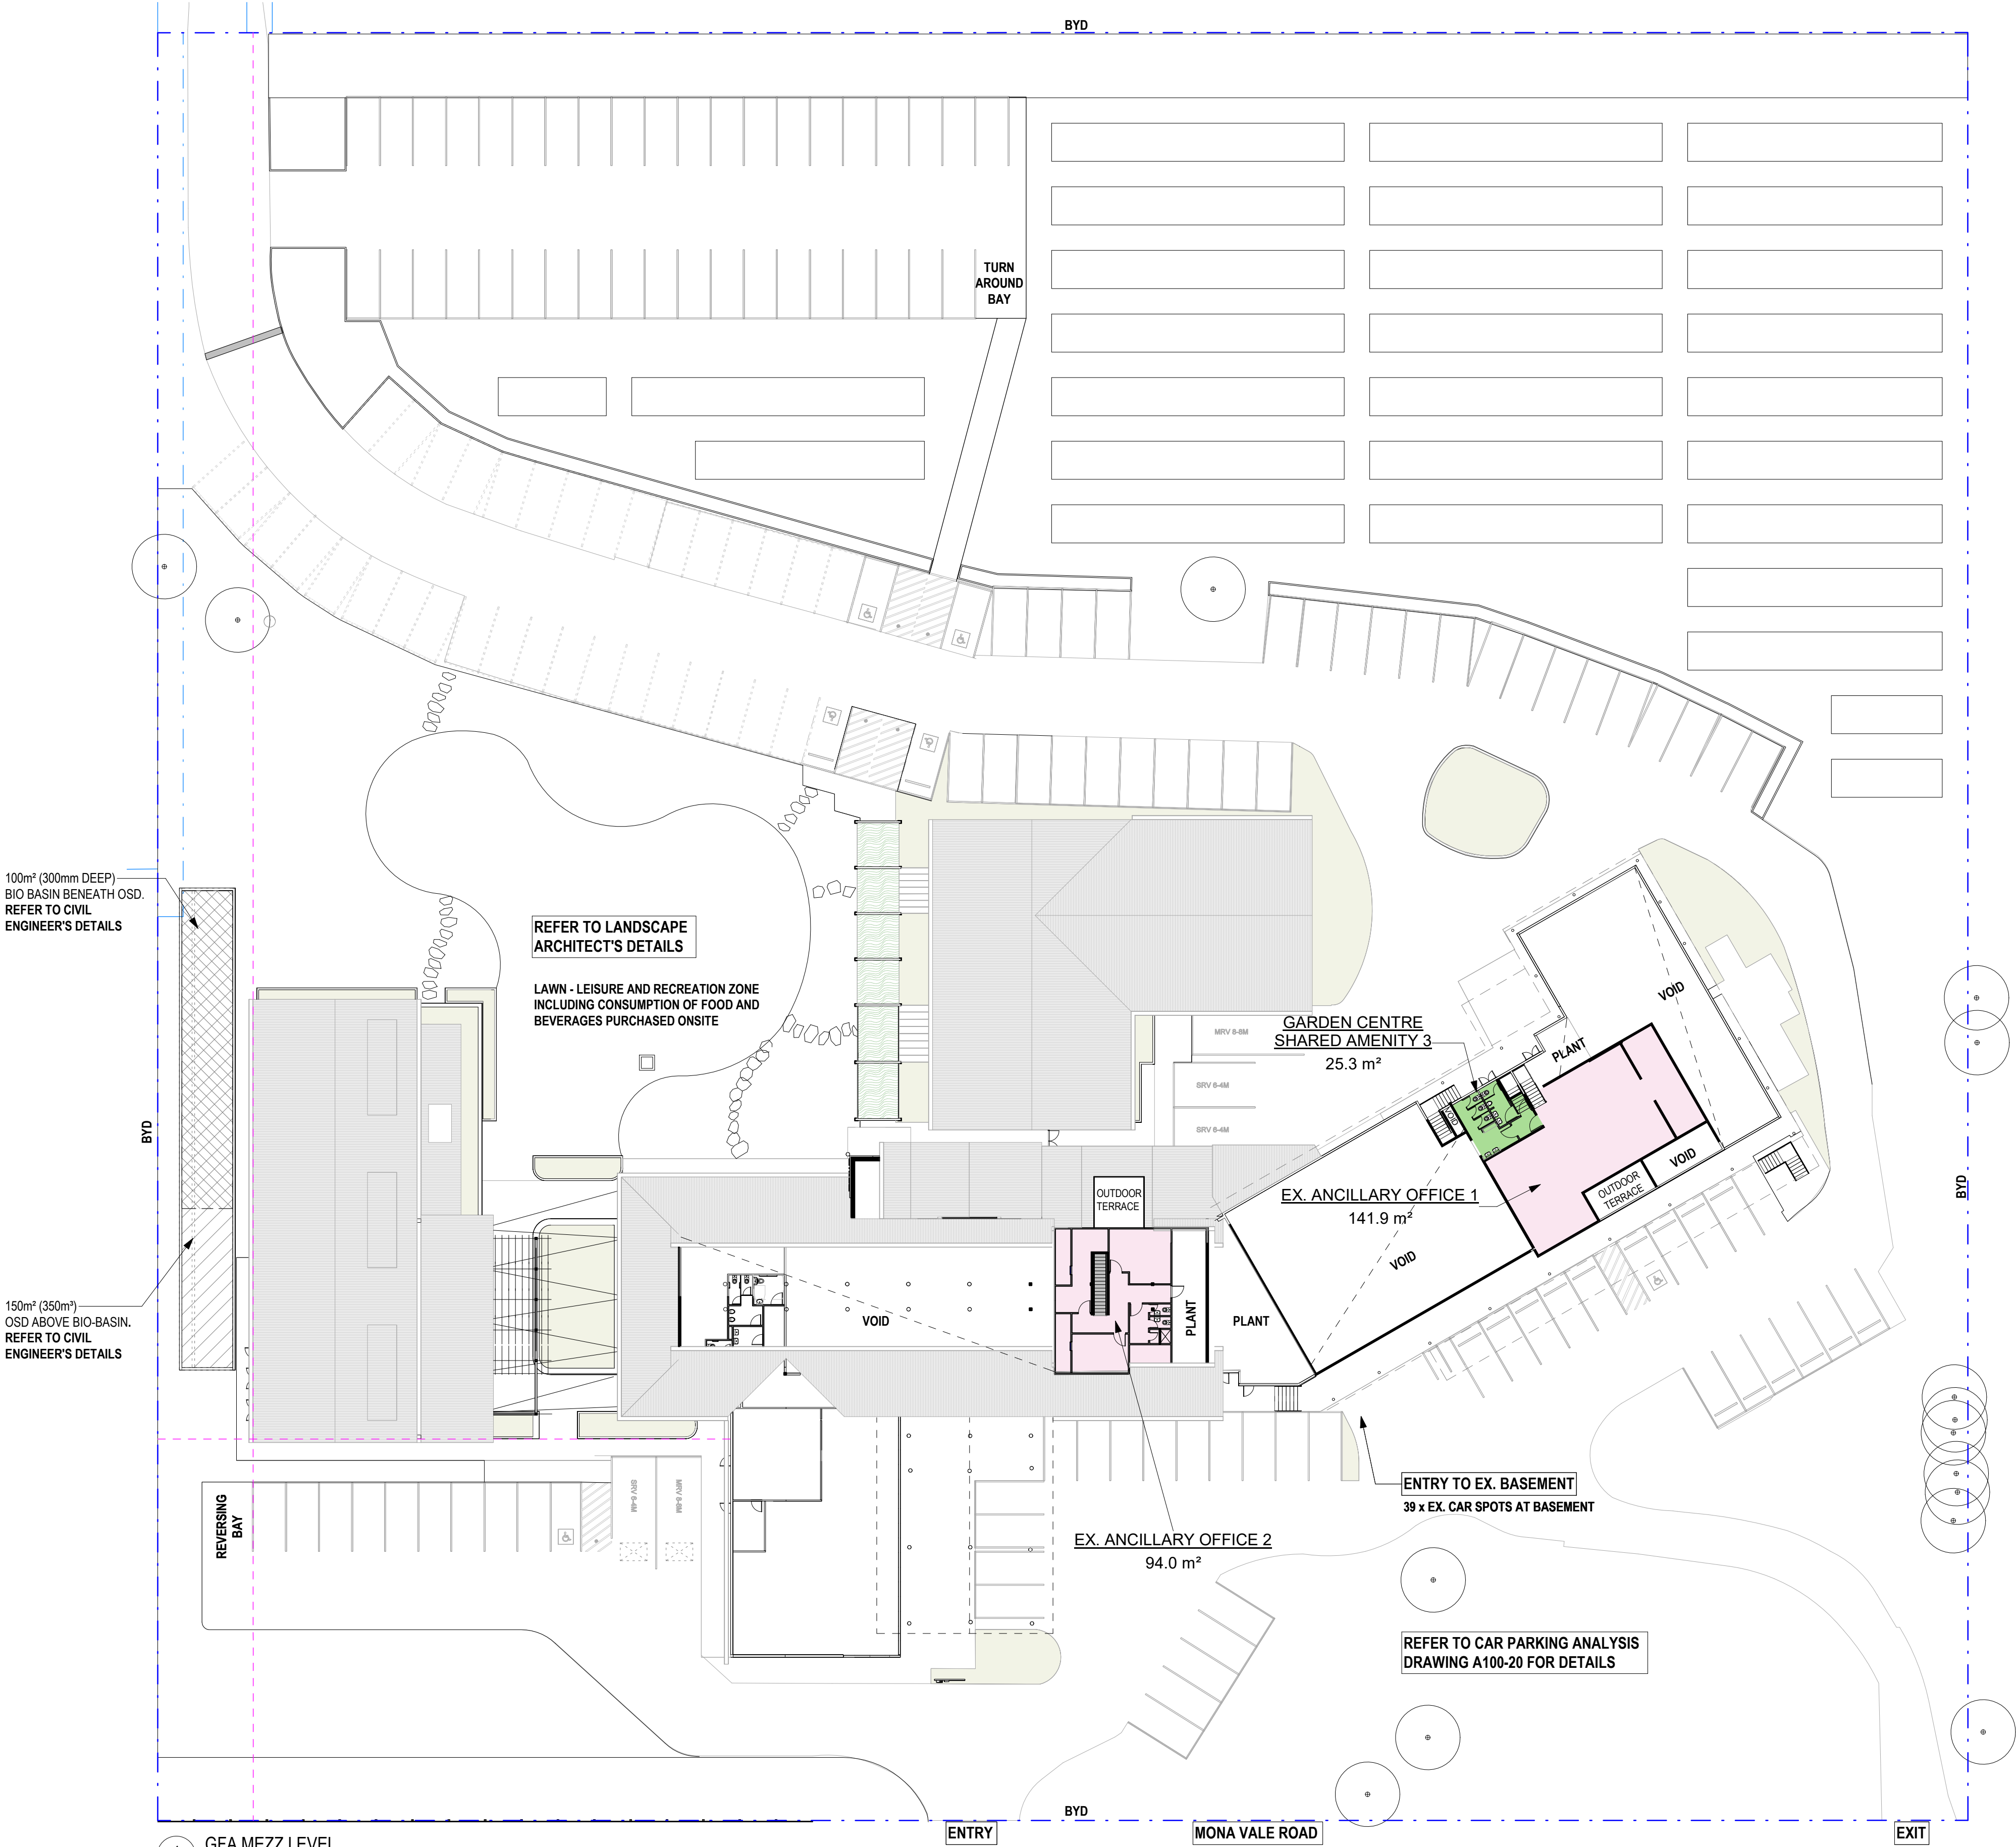 BYD
TURN
AROUND
BAY
100m² (300mm DEEP)
BIO BASIN BENEATH OSD.
REFER TO CIVIL
ENGINEER'S DETAILS
REFER TO LANDSCAPE
ARCHITECT'S DETAILS
LAWN - LEISURE AND RECREATION ZONE
INCLUDING CONSUMPTION OF FOOD AND
BEVERAGES PURCHASED ONSITE
VOID
MRV 8-8M
GARDEN CENTRE
SHARED AMENITY 3
25.3 m²
PLANT
SRV 6-4M
VOID
SRV 6-4M
BYD
VOID
OUTDOOR
TERRACE
BYD
OUTDOOR
TERRACE
EX. ANCILLARY OFFICE 1
141.9 m²
VOID
150m² (350m³)
OSD ABOVE BIO-BASIN.
REFER TO CIVIL
ENGINEER'S DETAILS
VOID
PLANT
PLANT
REVERSING
BAY
SRV 6-4M
MRV 8-8M
ENTRY TO EX. BASEMENT
39 x EX. CAR SPOTS AT BASEMENT
EX. ANCILLARY OFFICE 2
94.0 m²
REFER TO CAR PARKING ANALYSIS
DRAWING A100-20 FOR DETAILS
BYD
ENTRY
MONA VALE ROAD
EXIT
GFA MEZZ LEVEL